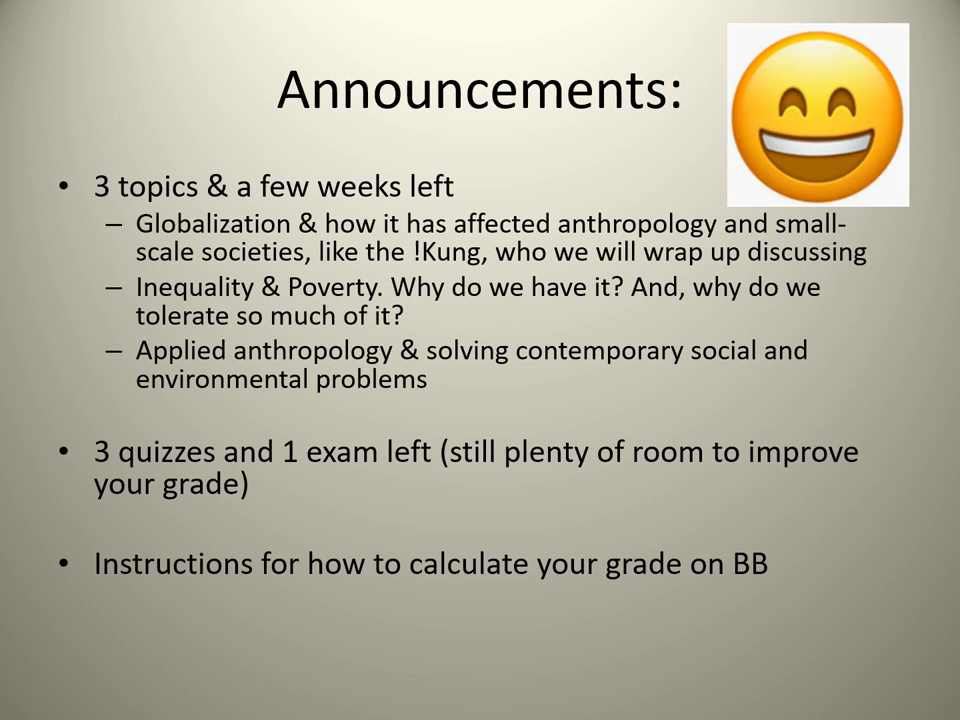 Announcements:
• 3 topics & a few weeks left
– Globalization & how it has affected anthropology and small-
scale societies, like the !Kung, who we will wrap up discussing
– Inequality & Poverty. Why do we have it? And, why do we
tolerate so much of it?
– Applied anthropology & solving contemporary social and
environmental problems
• 3 quizzes and 1 exam left (still plenty of room to improve
your grade)
• Instructions for how to calculate your grade on BB